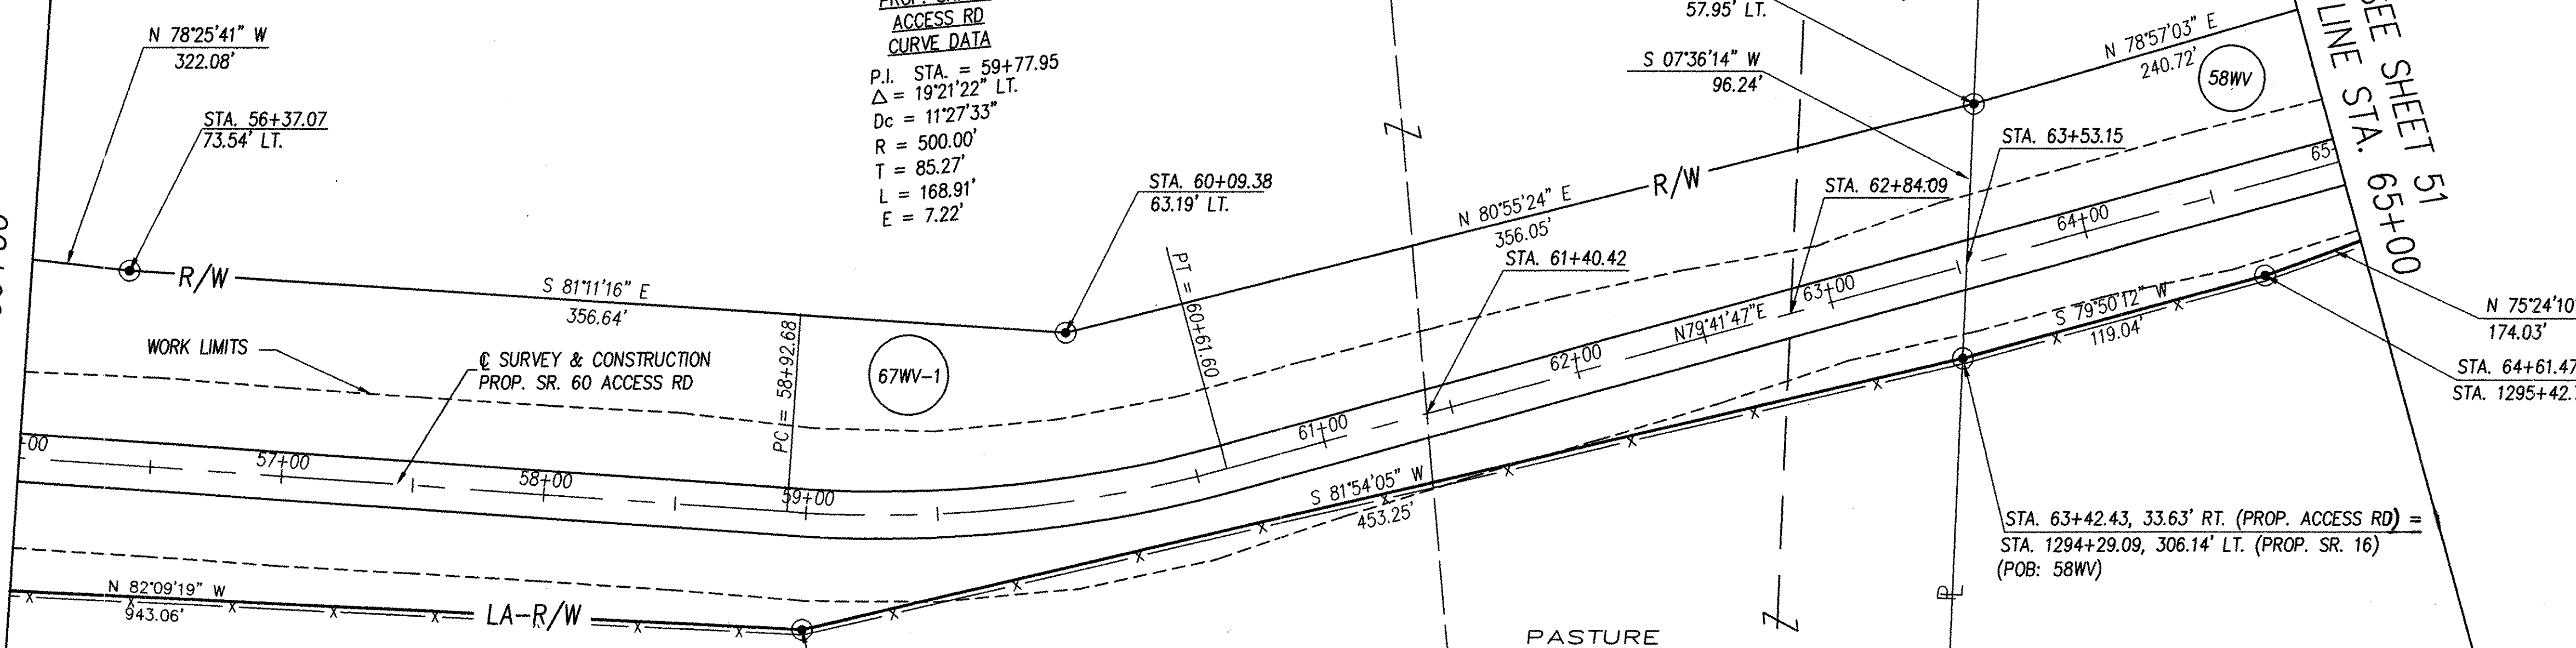 N 78°25'41" W
322.08'
STA. 56+37.07
73.54' LT.
ACCESS RD
CURVE DATA
P.I. STA. = 59+77.95
Δ = 19°21'22" LT.
Dc = 11°27'33"
R = 500.00'
T = 85.27'
L = 168.91'
E = 7.22'
57.95' LT.
S 07°36'14" W
96.24'
N 78°57'03" E
240.72'
58WV
SEE SHEET 51
LINE STA. 65+00
STA. 63+53.15
STA. 60+09.38
63.19' LT.
N 80°55'24" E
356.05'
R/W
STA. 62+84.09
STA. 61+40.42
R/W
S 81°11'16" E
356.64'
WORK LIMITS
℄ SURVEY & CONSTRUCTION
PROP. SR. 60 ACCESS RD
PC = 58+92.68
67WV-1
PT = 60+61.60
+00
57+00
58+00
59+00
61+00
62+00
N79°41'47"E
63+00
64+00
65
S 81°54'05" W
453.25'
S 79°50'12" W
119.04'
N 75°24'10
174.03'
STA. 64+61.47
STA. 1295+42.
N 82°09'19" W
943.06'
LA-R/W
STA. 63+42.43, 33.63' RT. (PROP. ACCESS RD) =
STA. 1294+29.09, 306.14' LT. (PROP. SR. 16)
(POB: 58WV)
PASTURE